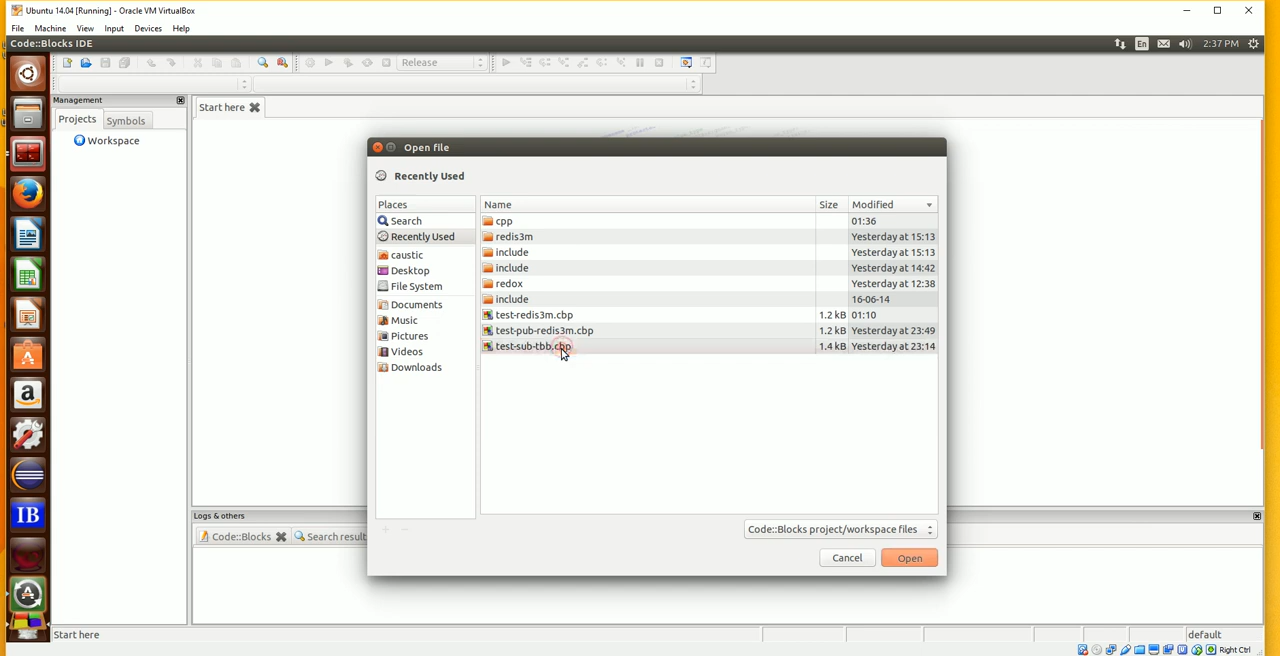 Ubuntu 14.04 [Running] - Oracle VM VirtualBox
File Machine View Input Devices Help
Code::Blocks IDE En 2:37 PM
Release
Management
Projects Symbols
Workspace
Start here
Open file
Recently Used
Places
Search
Recently Used
caustic
Desktop
File System
Documents
Music
Pictures
Videos
Downloads
Name Size Modified
cpp 01:36
redis3m Yesterday at 15:13
include Yesterday at 15:13
include Yesterday at 14:42
redox Yesterday at 12:38
include 16-06-14
test-redis3m.cbp 1.2 kB 01:10
test-pub-redis3m.cbp 1.2 kB Yesterday at 23:49
test-sub-tbb.cbp 1.4 kB Yesterday at 23:14
Code::Blocks project/workspace files
Cancel Open
IB
Logs & others
Code::Blocks Search result
Start here default
Right Ctrl